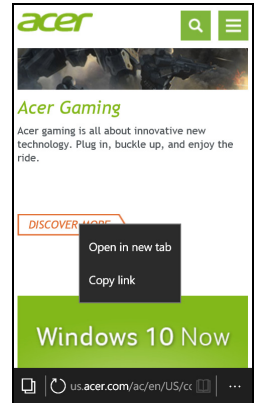 acer
Acer Gaming
Acer gaming is all about innovative new
technology. Plug in, buckle up, and enjoy the
ride.
DISCOVER MORE
Open in new tab
Copy link
Windows 10 Now
us.acer.com/ac/en/US/cc